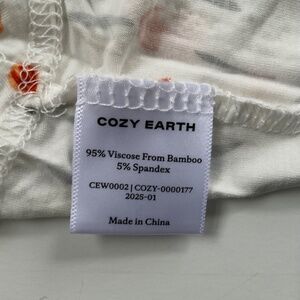 COZY EARTH
95% Viscose From Bamboo
5% Spandex
CEW0002 | COZY-0000177
2025-01
Made in China